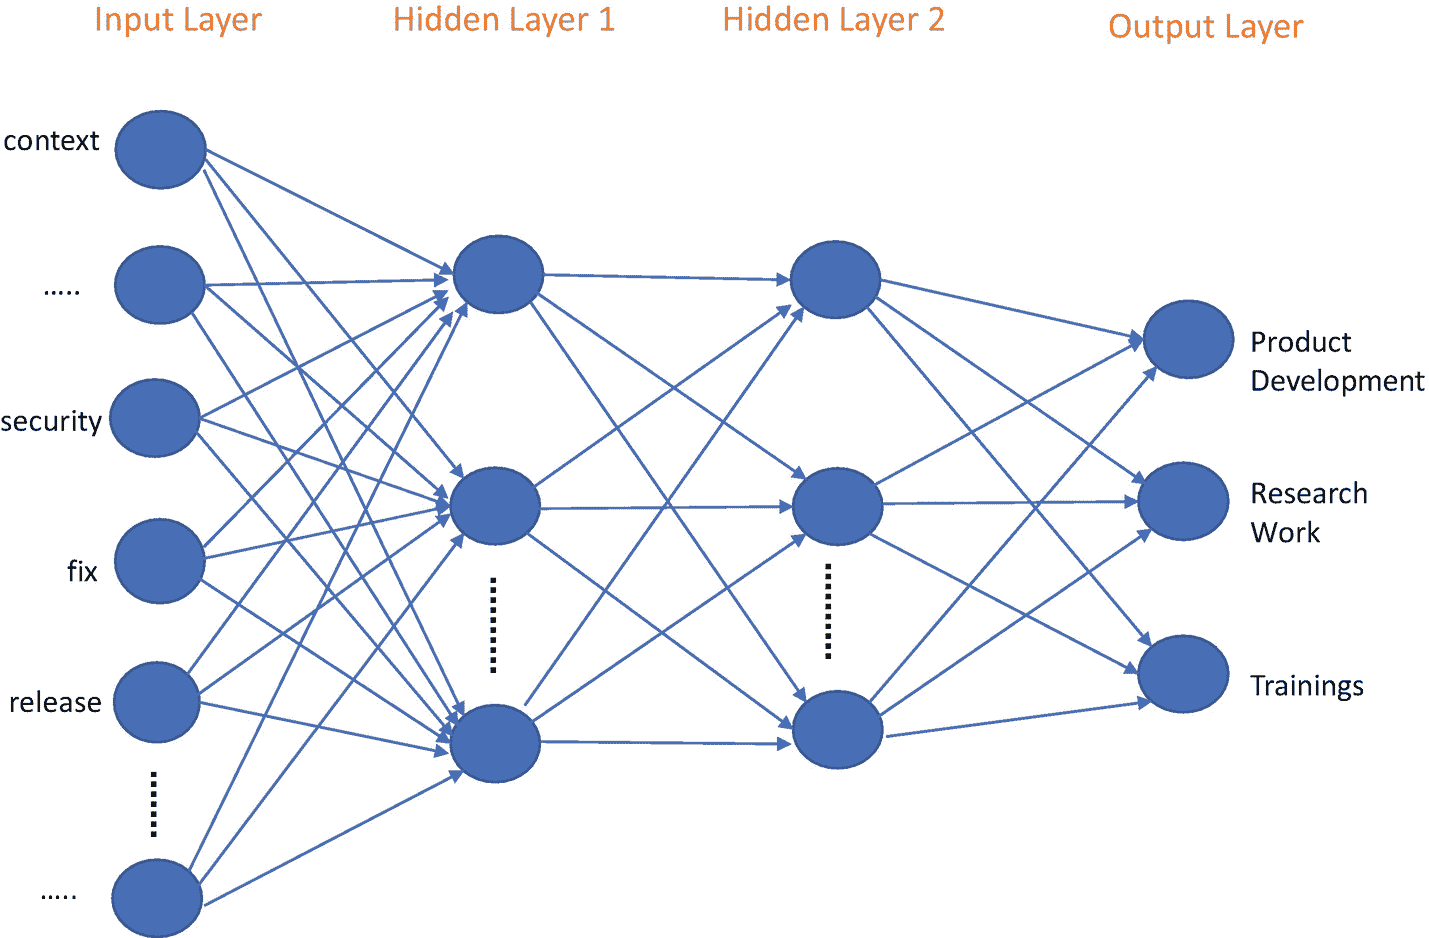 Input Layer
Hidden Layer 1
Hidden Layer 2
Output Layer
context
.....
security
fix
release
.....
Product
Development
Research
Work
Trainings